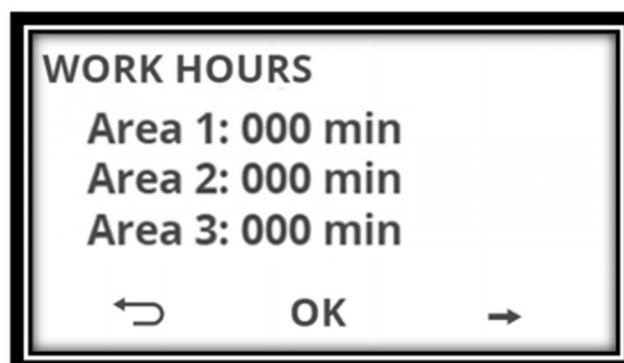 WORK HOURS
Area 1: 000 min
Area 2: 000 min
Area 3: 000 min
OK